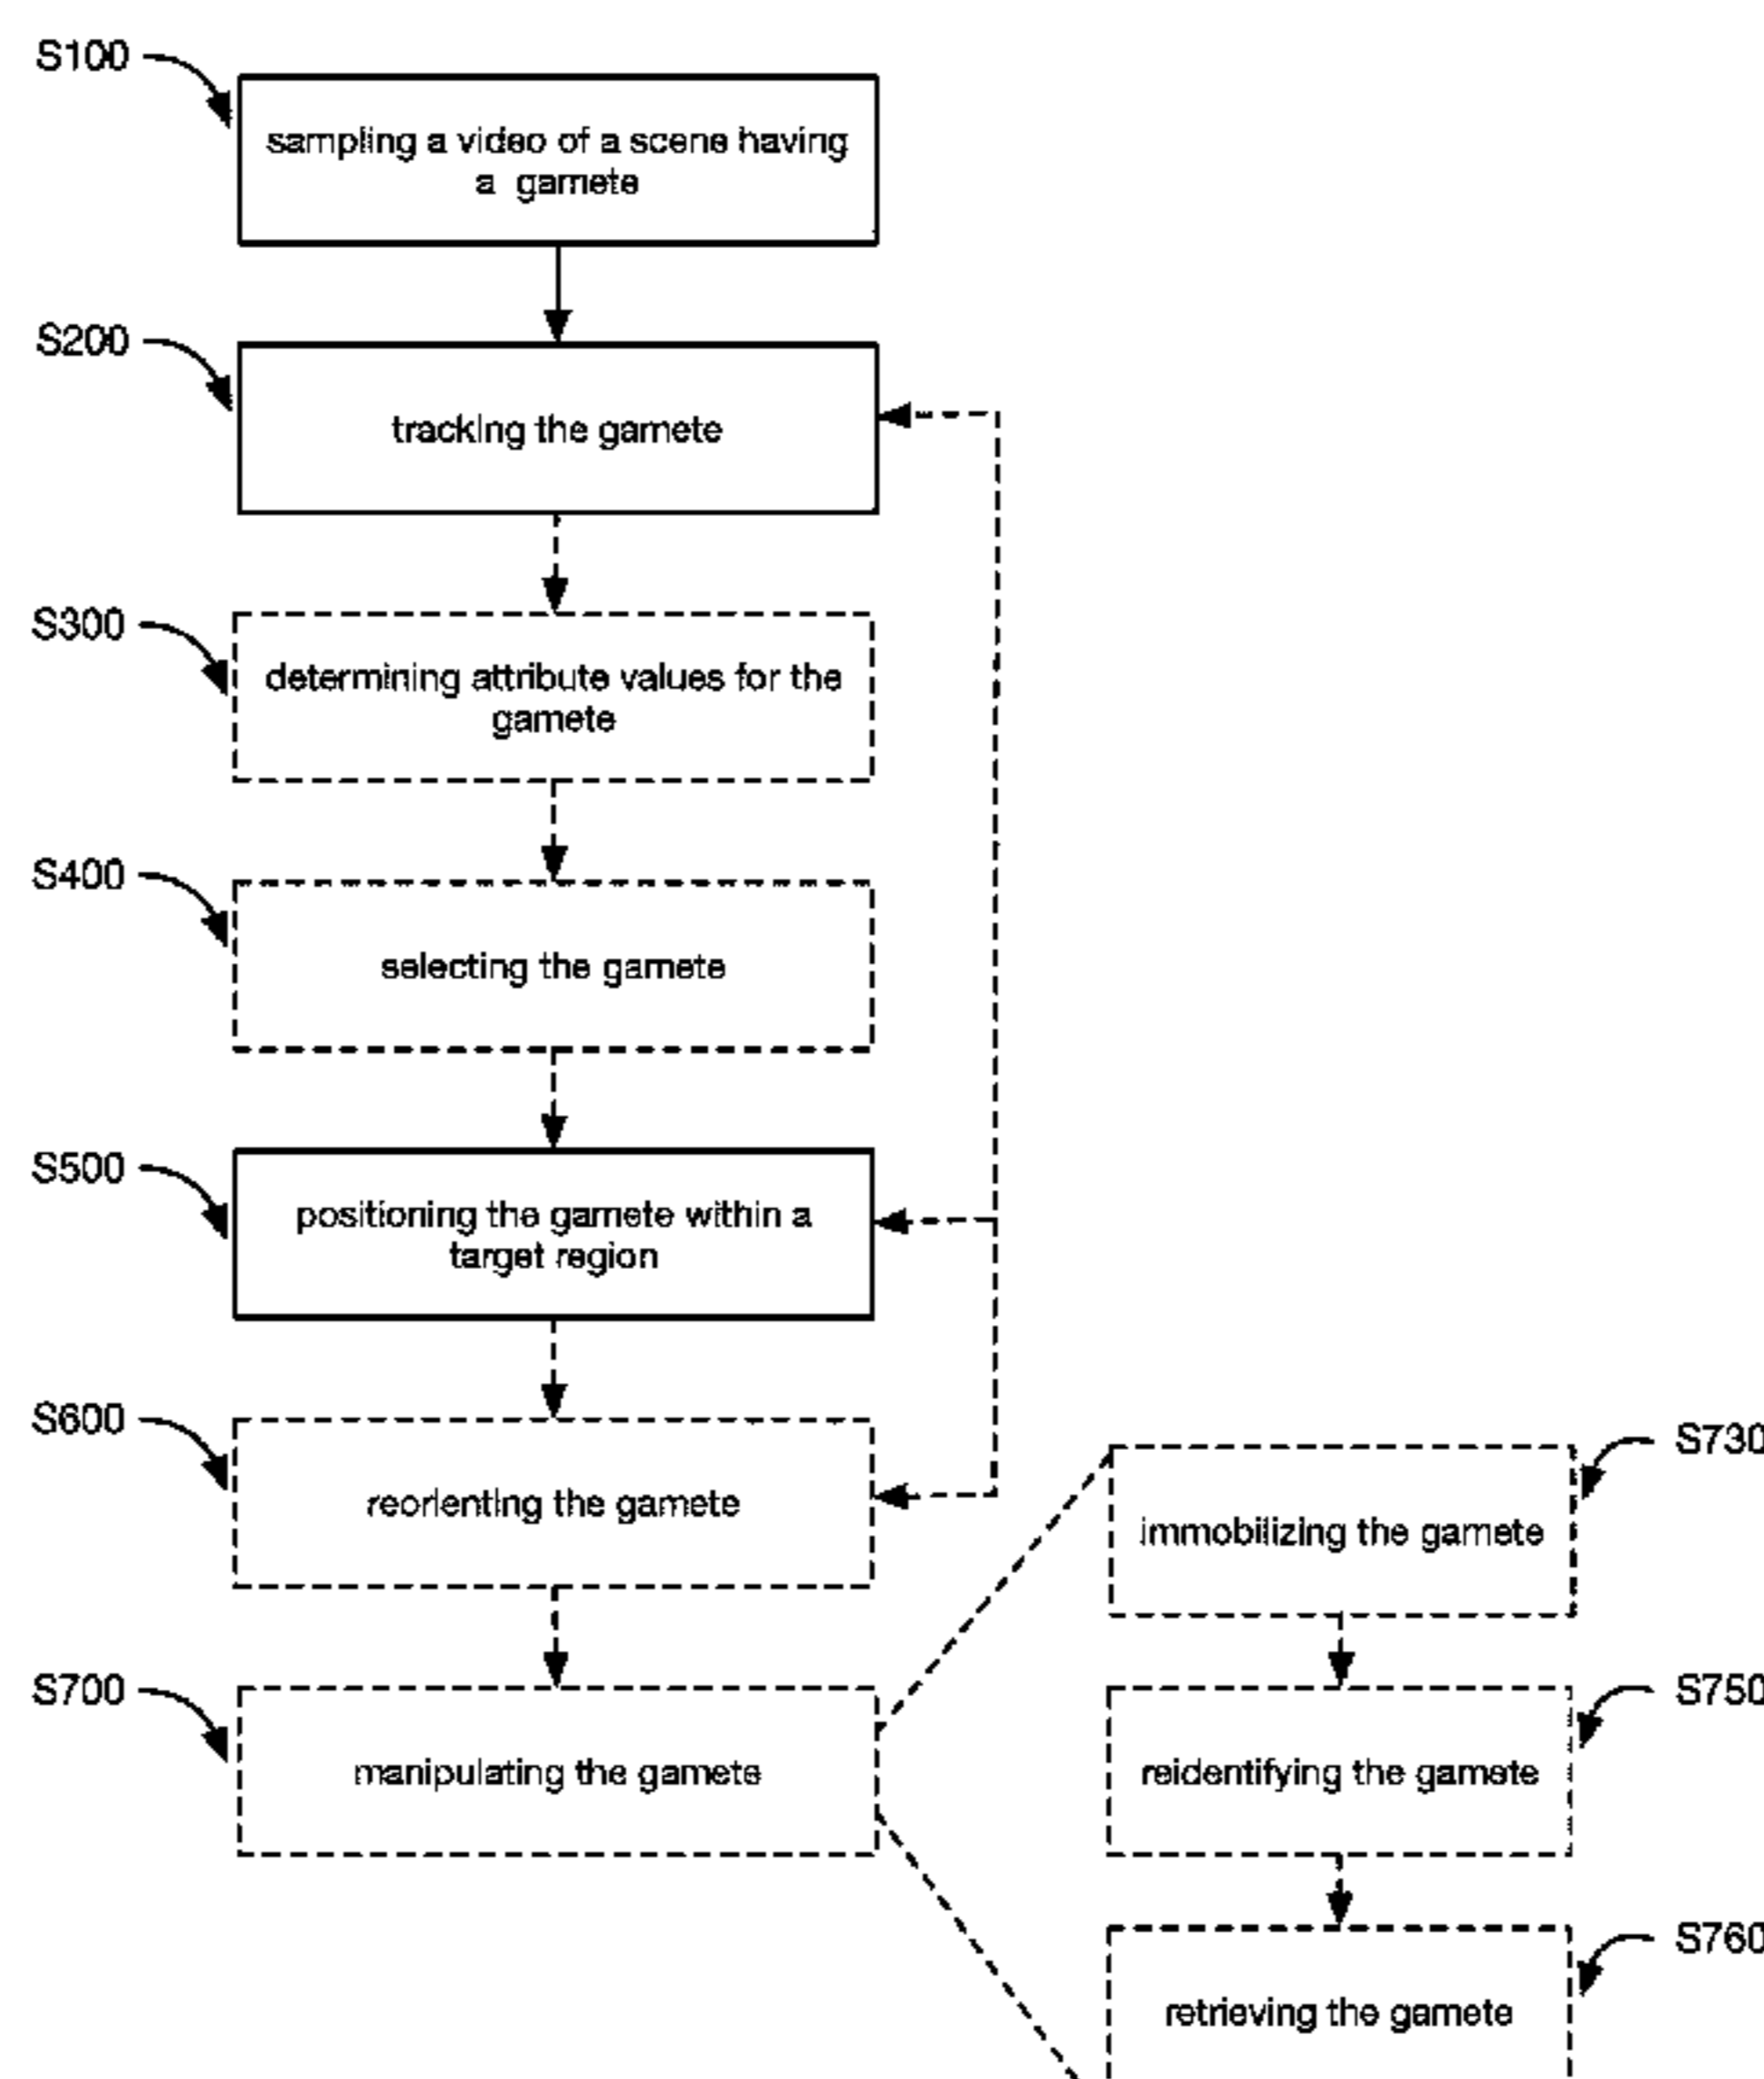 S100
sampling a video of a scene having
a gamete
S200
tracking the gamete
S300
determining attribute values for the
gamete
S400
selecting the gamete
S500
positioning the gamete within a
target region
S600
reorienting the gamete
S700
manipulating the gamete
S730
immobilizing the gamete
S750
reidentifying the gamete
S760
retrieving the gamete